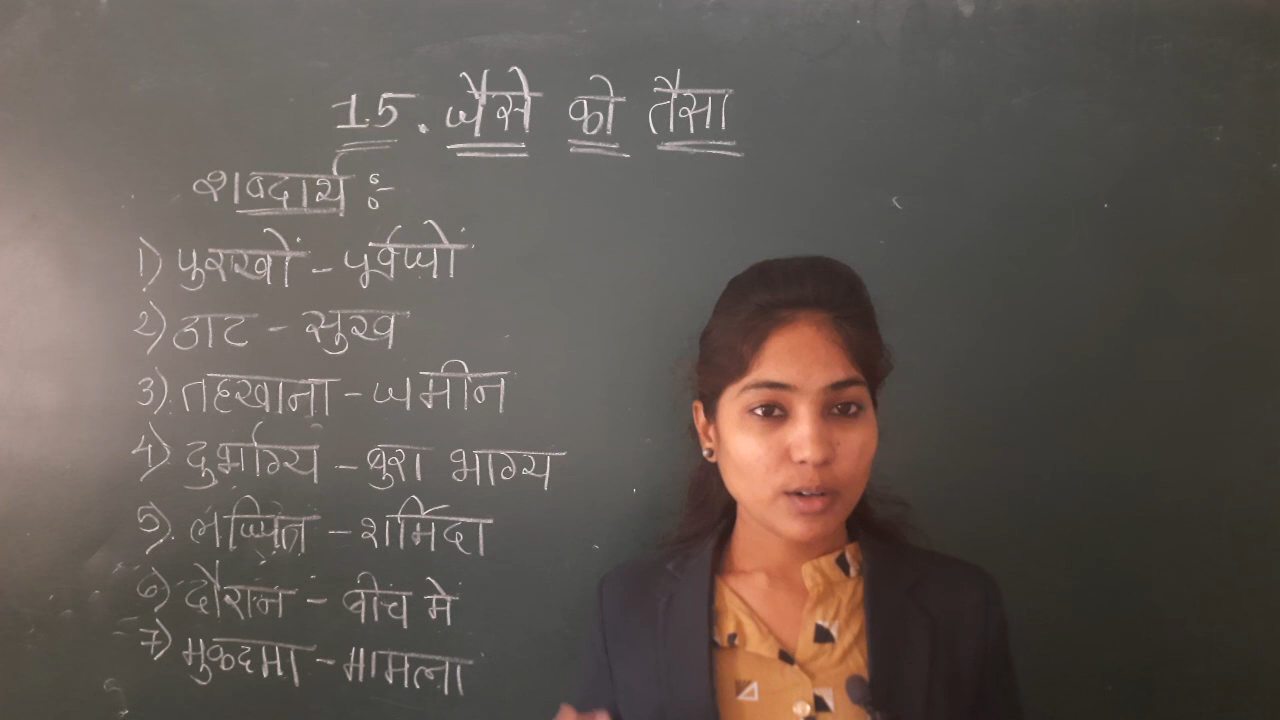 15. जैसे को तैसा
शब्दार्थ :-
1) पुरखों - पूर्वजों
2) ठाट - सुख
3) तहखाना - जमीन
4) दुर्भाग्य - बुरा भाग्य
5) लज्जित - शर्मिंदा
6) दौरान - बीच में
7) मुकदमा - मामला